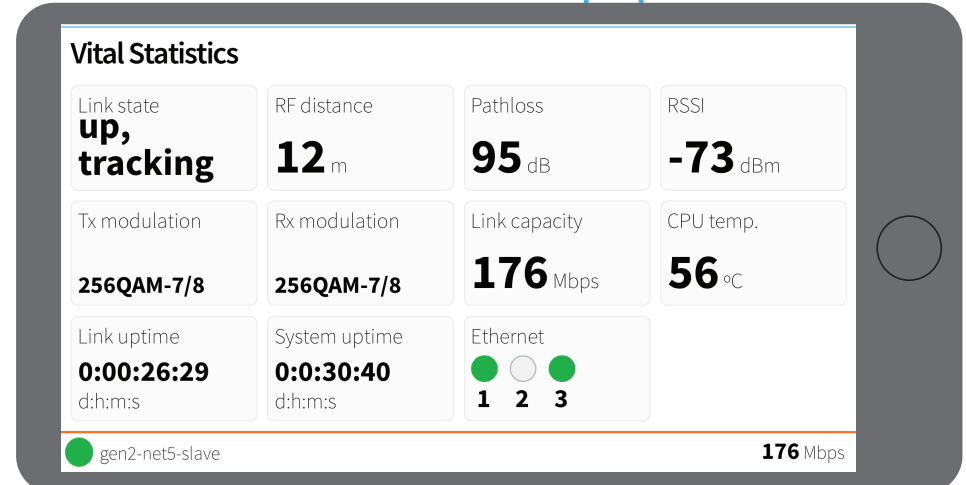 Vital Statistics
Link state
up,
tracking
RF distance
12 m
Pathloss
95 dB
RSSI
-73 dBm
Tx modulation
256QAM-7/8
Rx modulation
256QAM-7/8
Link capacity
176 Mbps
CPU temp.
56 ºC
Link uptime
0:00:26:29
d:h:m:s
System uptime
0:0:30:40
d:h:m:s
Ethernet
1 2 3
gen2-net5-slave
176 Mbps